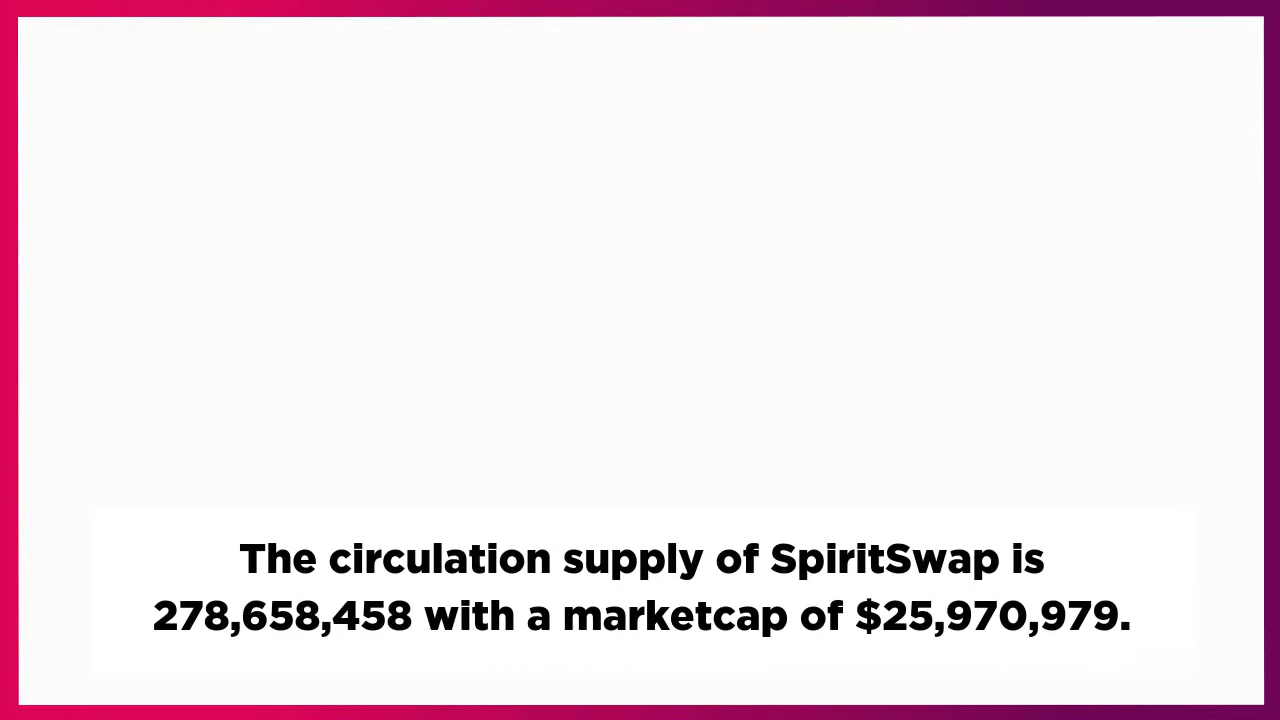 The circulation supply of SpiritSwap is
278,658,458 with a marketcap of $25,970,979.